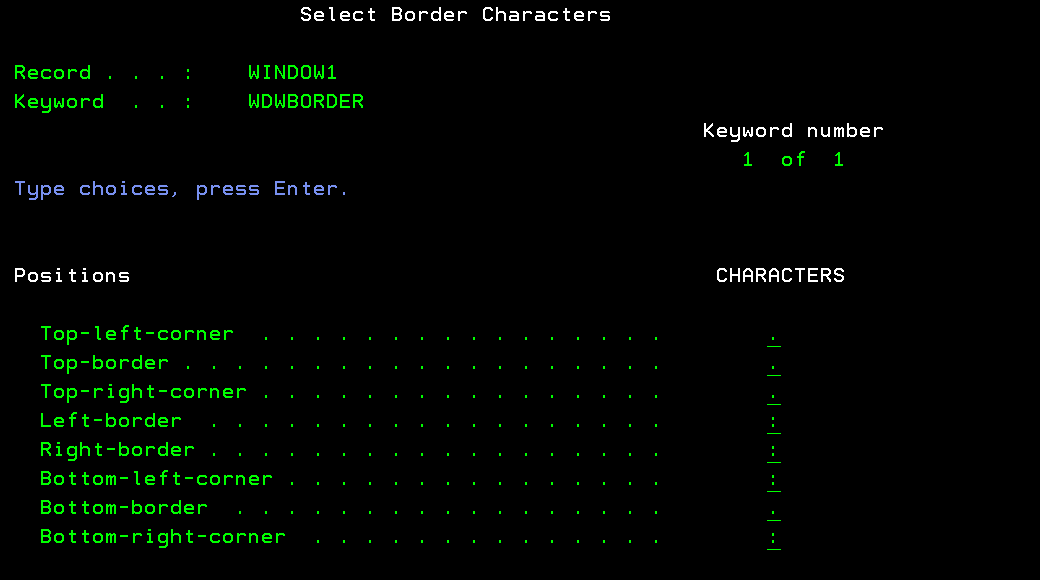 Select Border Characters
Record . . . :    WINDOW1
Keyword  . . :    WDWBORDER
Keyword number
1  of  1
Type choices, press Enter.
Positions    CHARACTERS
Top-left-corner  . . . . . . . . . . . . . . . .    .
Top-border . . . . . . . . . . . . . . . . . . .    .
Top-right-corner . . . . . . . . . . . . . . . .    .
Left-border  . . . . . . . . . . . . . . . . . .    :
Right-border . . . . . . . . . . . . . . . . . .    :
Bottom-left-corner . . . . . . . . . . . . . . .    :
Bottom-border  . . . . . . . . . . . . . . . . .    .
Bottom-right-corner  . . . . . . . . . . . . . .    :